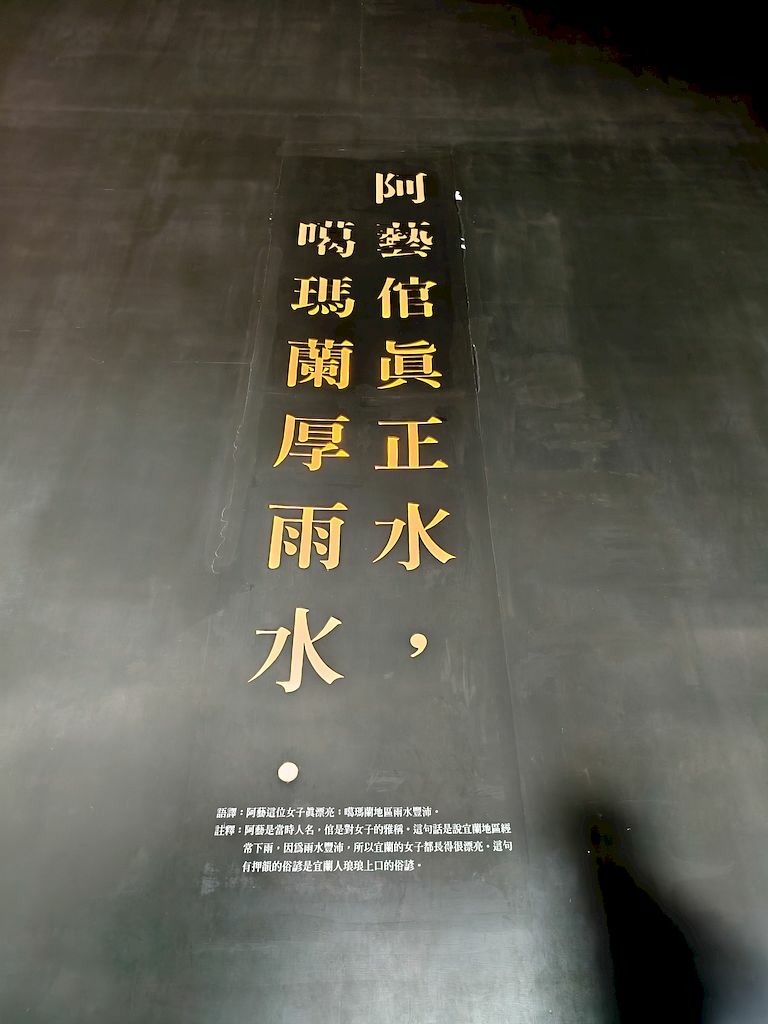 阿藝倌眞正水，
噶瑪蘭厚雨水．
語譯：阿藝這位女子眞漂亮；噶瑪蘭地區雨水豐沛。
註釋：阿藝是當時人名，倌是對女子的雅稱。這句話是說宜蘭地區經
常下雨，因爲雨水豐沛，所以宜蘭的女子都長得很漂亮。這句
有押韻的俗諺是宜蘭人琅琅上口的俗諺。